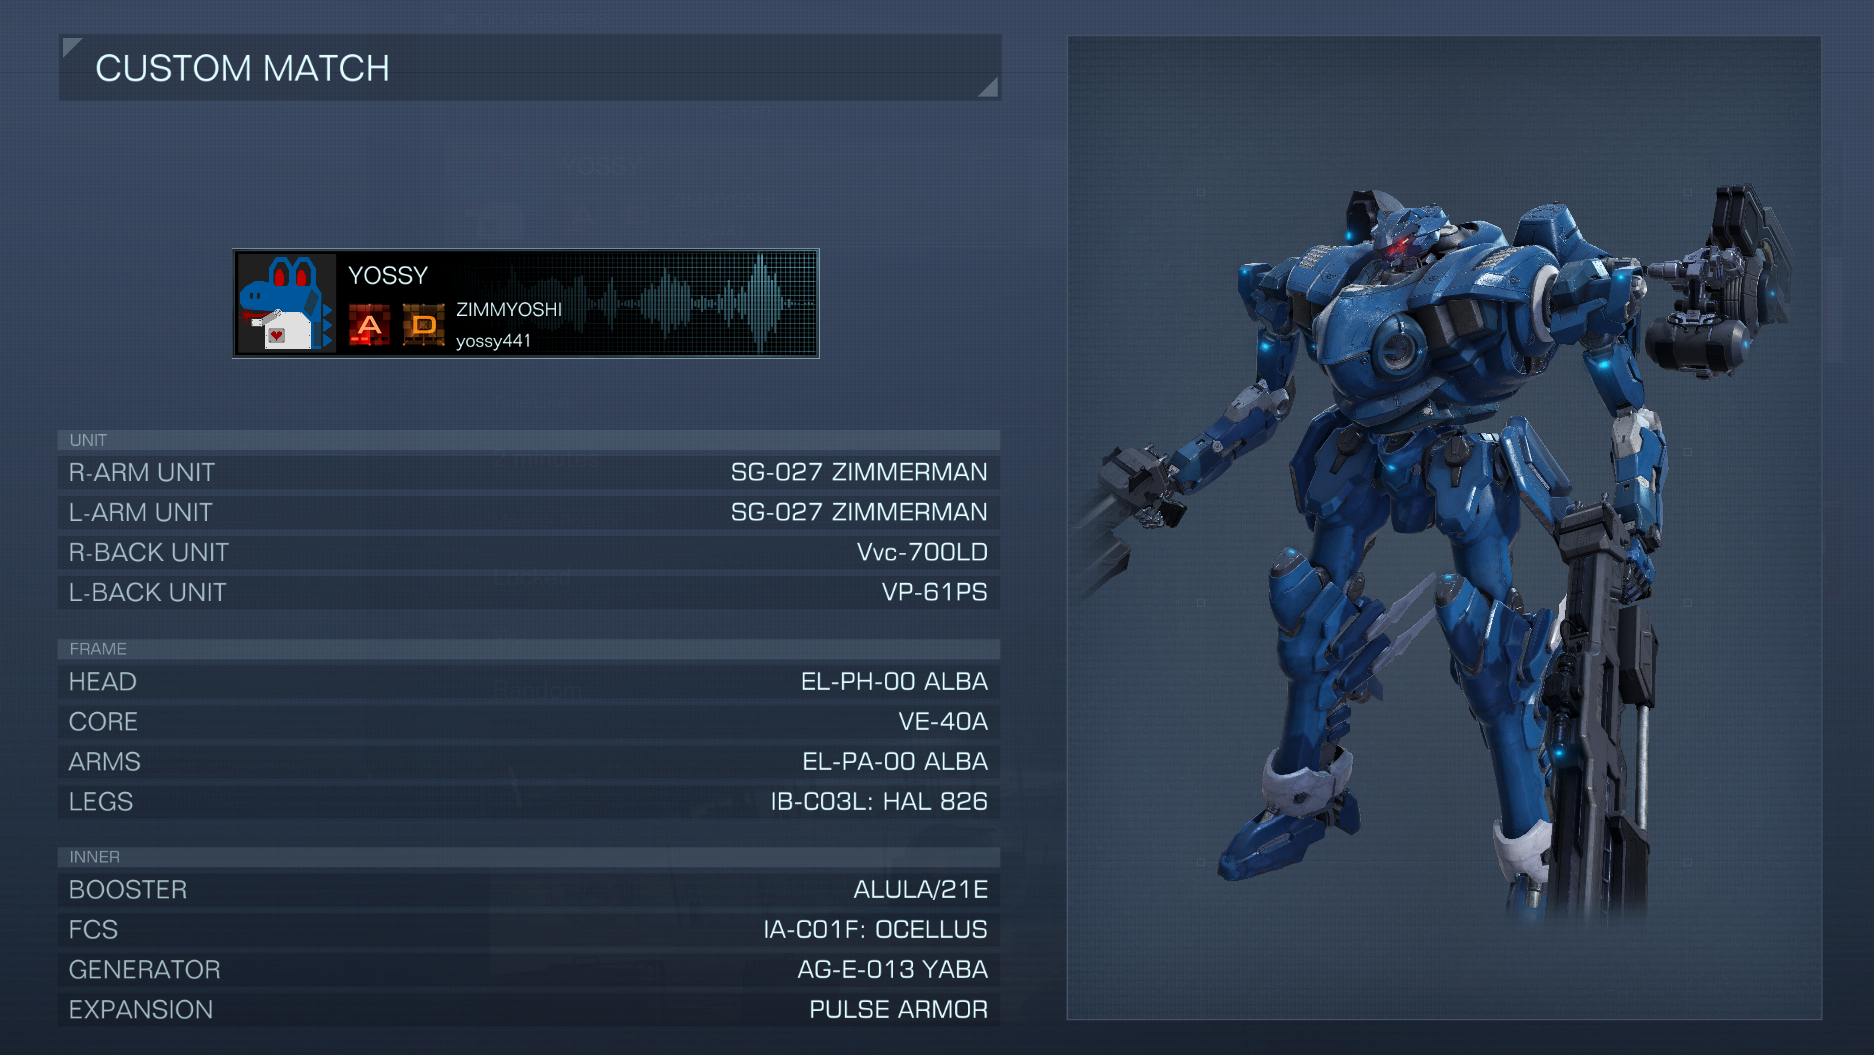 CUSTOM MATCH
YOSSY
A D
ZIMMYOSHI
yossy441
UNIT
R-ARM UNIT SG-027 ZIMMERMAN
L-ARM UNIT SG-027 ZIMMERMAN
R-BACK UNIT Vvc-700LD
L-BACK UNIT VP-61PS
FRAME
HEAD EL-PH-00 ALBA
CORE VE-40A
ARMS EL-PA-00 ALBA
LEGS IB-C03L: HAL 826
INNER
BOOSTER ALULA/21E
FCS IA-C01F: OCELLUS
GENERATOR AG-E-013 YABA
EXPANSION PULSE ARMOR